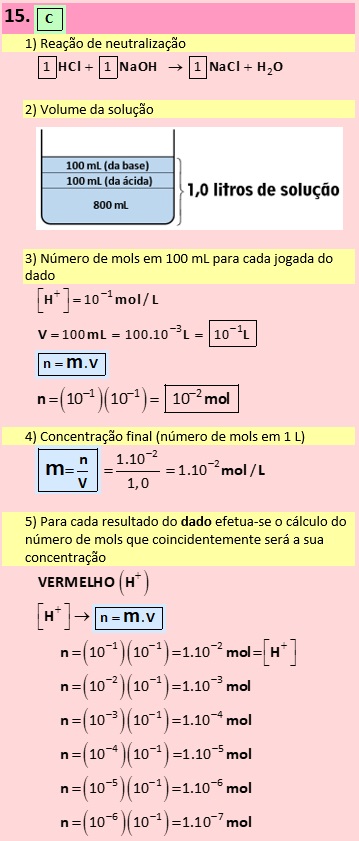 15. C
1) Reação de neutralização
1 HCl + 1 NaOH → 1 NaCl + H₂O
2) Volume da solução
100 mL (da base)
100 mL (da ácida)
800 mL
1,0 litros de solução
3) Número de mols em 100 mL para cada jogada do
dado
[H⁺] = 10⁻¹ mol / L
V = 100 mL = 100.10⁻³ L = 10⁻¹ L
n = m.V
n = (10⁻¹)(10⁻¹) = 10⁻² mol
4) Concentração final (número de mols em 1 L)
m = n/V = 1.10⁻²/1,0 = 1.10⁻² mol / L
5) Para cada resultado do dado efetua-se o cálculo do
número de mols que coincidentemente será a sua
concentração
VERMELHO (H⁺)
[H⁺] → n = m.V
n = (10⁻¹)(10⁻¹) = 1.10⁻² mol = [H⁺]
n = (10⁻²)(10⁻¹) = 1.10⁻³ mol
n = (10⁻³)(10⁻¹) = 1.10⁻⁴ mol
n = (10⁻⁴)(10⁻¹) = 1.10⁻⁵ mol
n = (10⁻⁵)(10⁻¹) = 1.10⁻⁶ mol
n = (10⁻⁶)(10⁻¹) = 1.10⁻⁷ mol